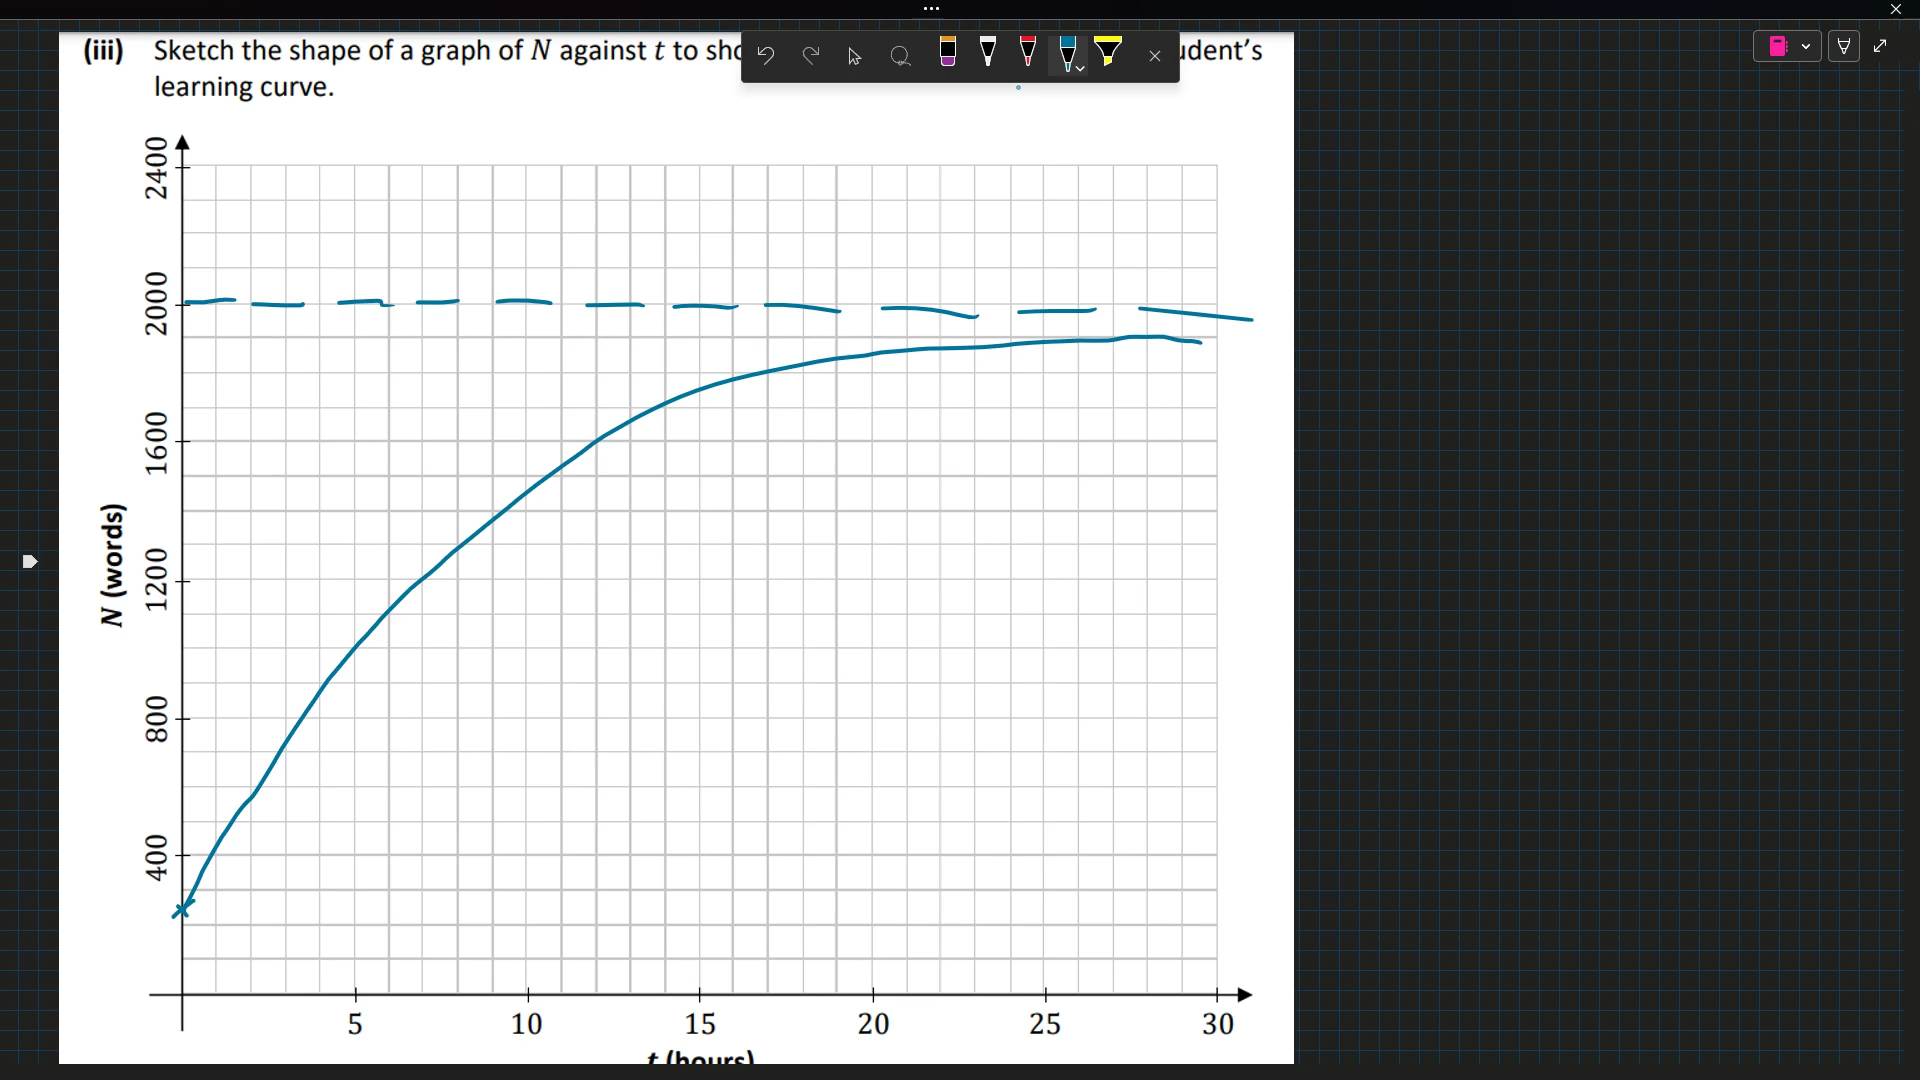 (iii) Sketch the shape of a graph of N against t to sho udent's
learning curve.
2400
2000
1600
1200
800
400
N (words)
5 10 15 20 25 30
t (hours)